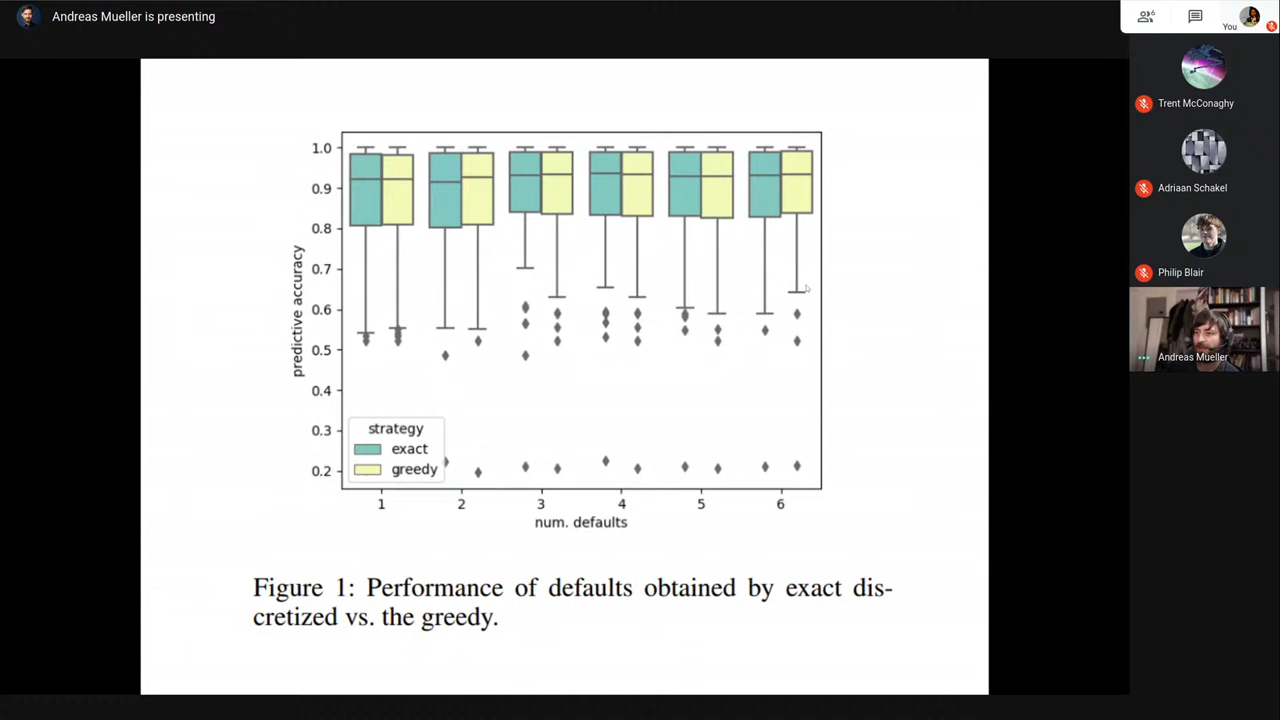 Andreas Mueller is presenting
6
You
Trent McConaghy
Adriaan Schakel
Philip Blair
Andreas Mueller
1.0
0.9
0.8
0.7
0.6
0.5
0.4
0.3
0.2
predictive accuracy
strategy
exact
greedy
1 2 3 4 5 6
num. defaults
Figure 1: Performance of defaults obtained by exact dis-
cretized vs. the greedy.